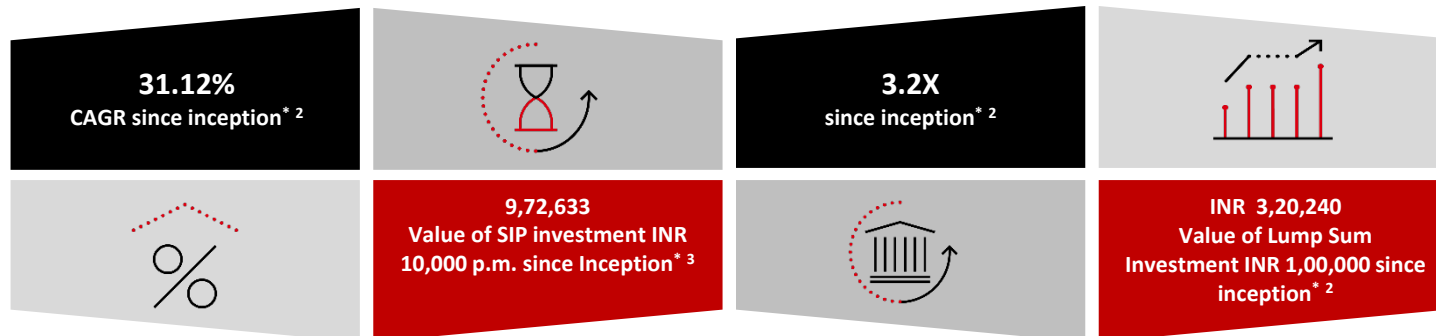 31.12%
CAGR since inception* 2
3.2X
since inception* 2
9,72,633
Value of SIP investment INR
10,000 p.m. since Inception* 3
INR 3,20,240
Value of Lump Sum
Investment INR 1,00,000 since
inception* 2